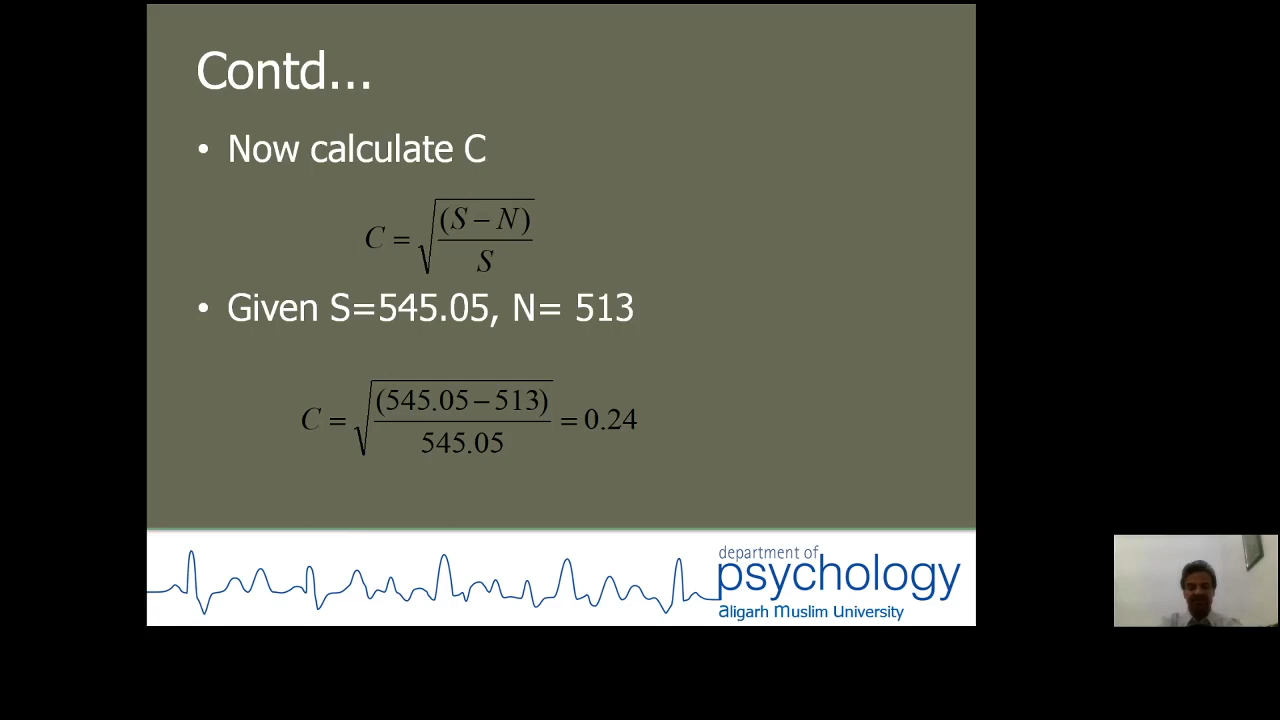 Contd...
• Now calculate C
C = √((S − N) / S)
• Given S=545.05, N= 513
C = √((545.05 − 513) / 545.05) = 0.24
department of
psychology
Aligarh Muslim University